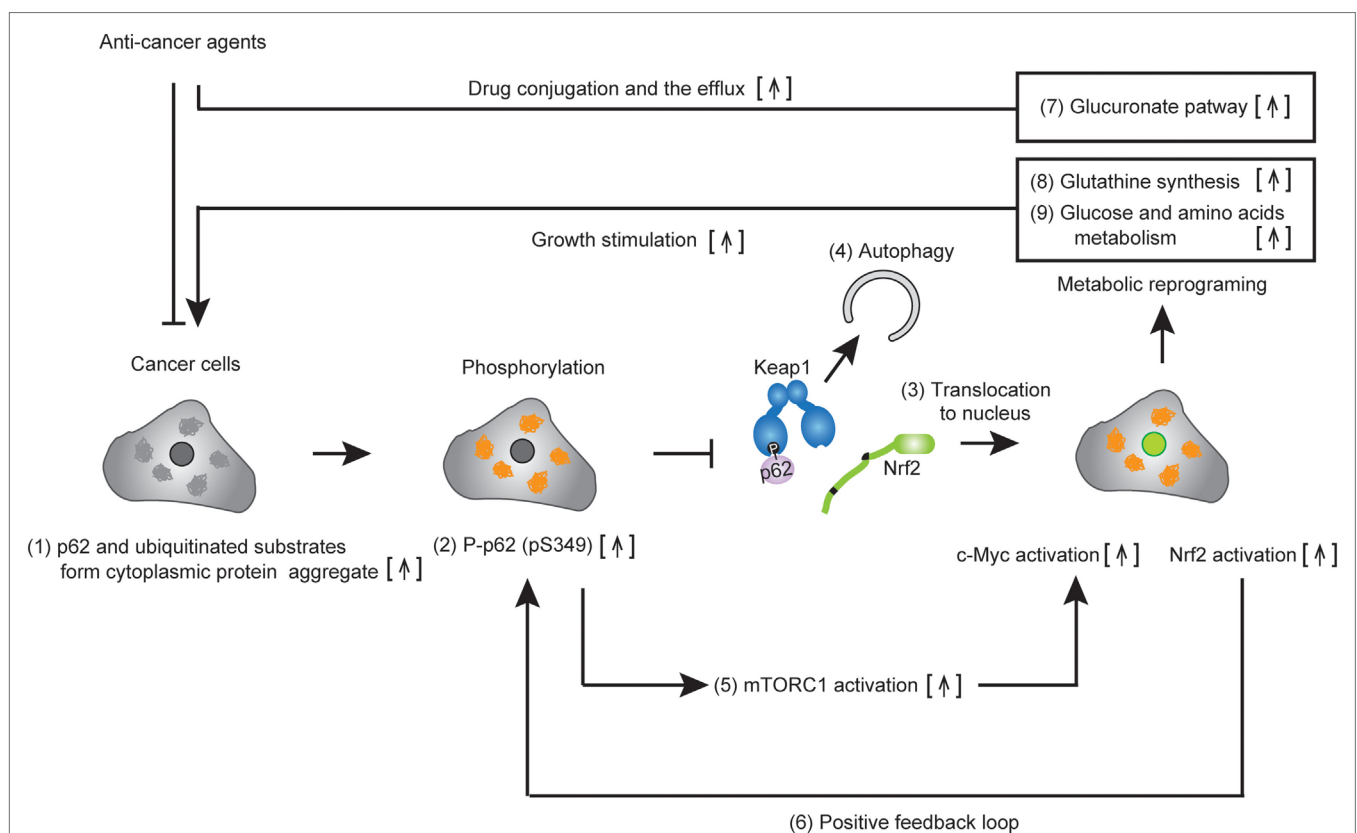 Anti-cancer agents
Drug conjugation and the efflux [↑]
(7) Glucuronate patway [↑]
(8) Glutathine synthesis [↑]
(9) Glucose and amino acids
metabolism [↑]
Growth stimulation [↑]
(4) Autophagy
Metabolic reprograming
Cancer cells
Phosphorylation
Keap1
(3) Translocation
to nucleus
P
p62
Nrf2
(1) p62 and ubiquitinated substrates
form cytoplasmic protein aggregate [↑]
(2) P-p62 (pS349) [↑]
c-Myc activation [↑]
Nrf2 activation [↑]
(5) mTORC1 activation [↑]
(6) Positive feedback loop